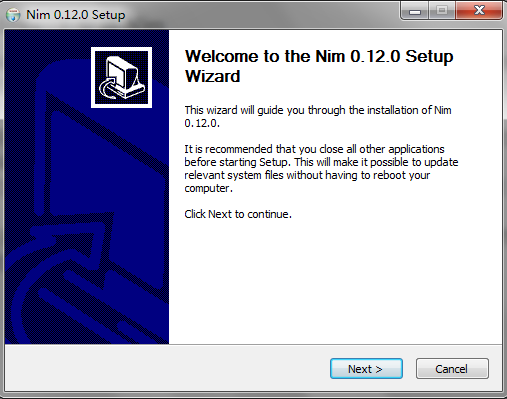 Nim 0.12.0 Setup
Welcome to the Nim 0.12.0 Setup
Wizard
This wizard will guide you through the installation of Nim
0.12.0.
It is recommended that you close all other applications
before starting Setup. This will make it possible to update
relevant system files without having to reboot your
computer.
Click Next to continue.
Next >
Cancel